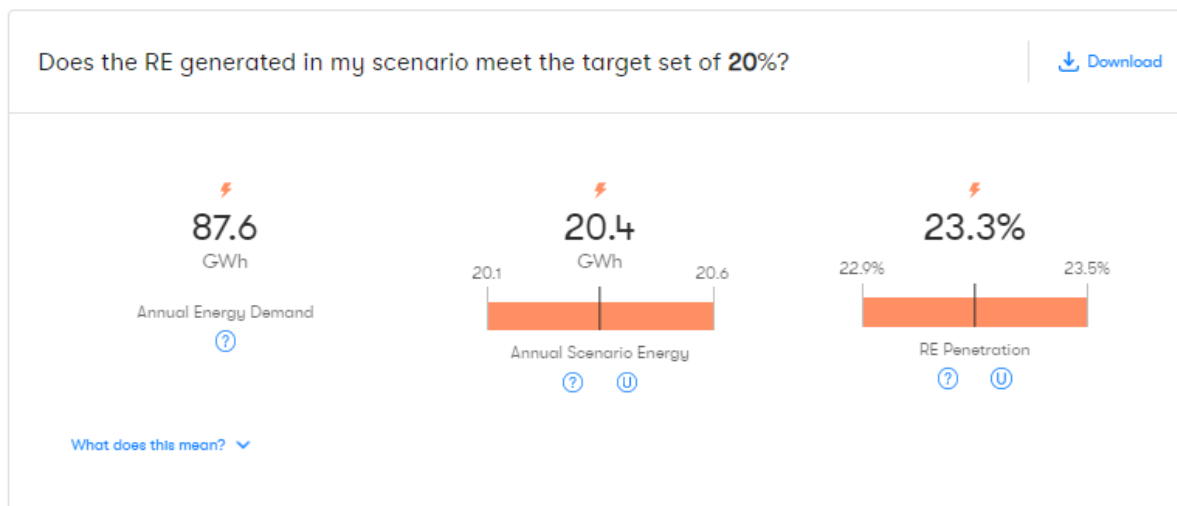 Does the RE generated in my scenario meet the target set of 20%?
Download
87.6
GWh
Annual Energy Demand
?
20.4
GWh
20.1
20.6
Annual Scenario Energy
? U
23.3%
22.9%
23.5%
RE Penetration
? U
What does this mean?